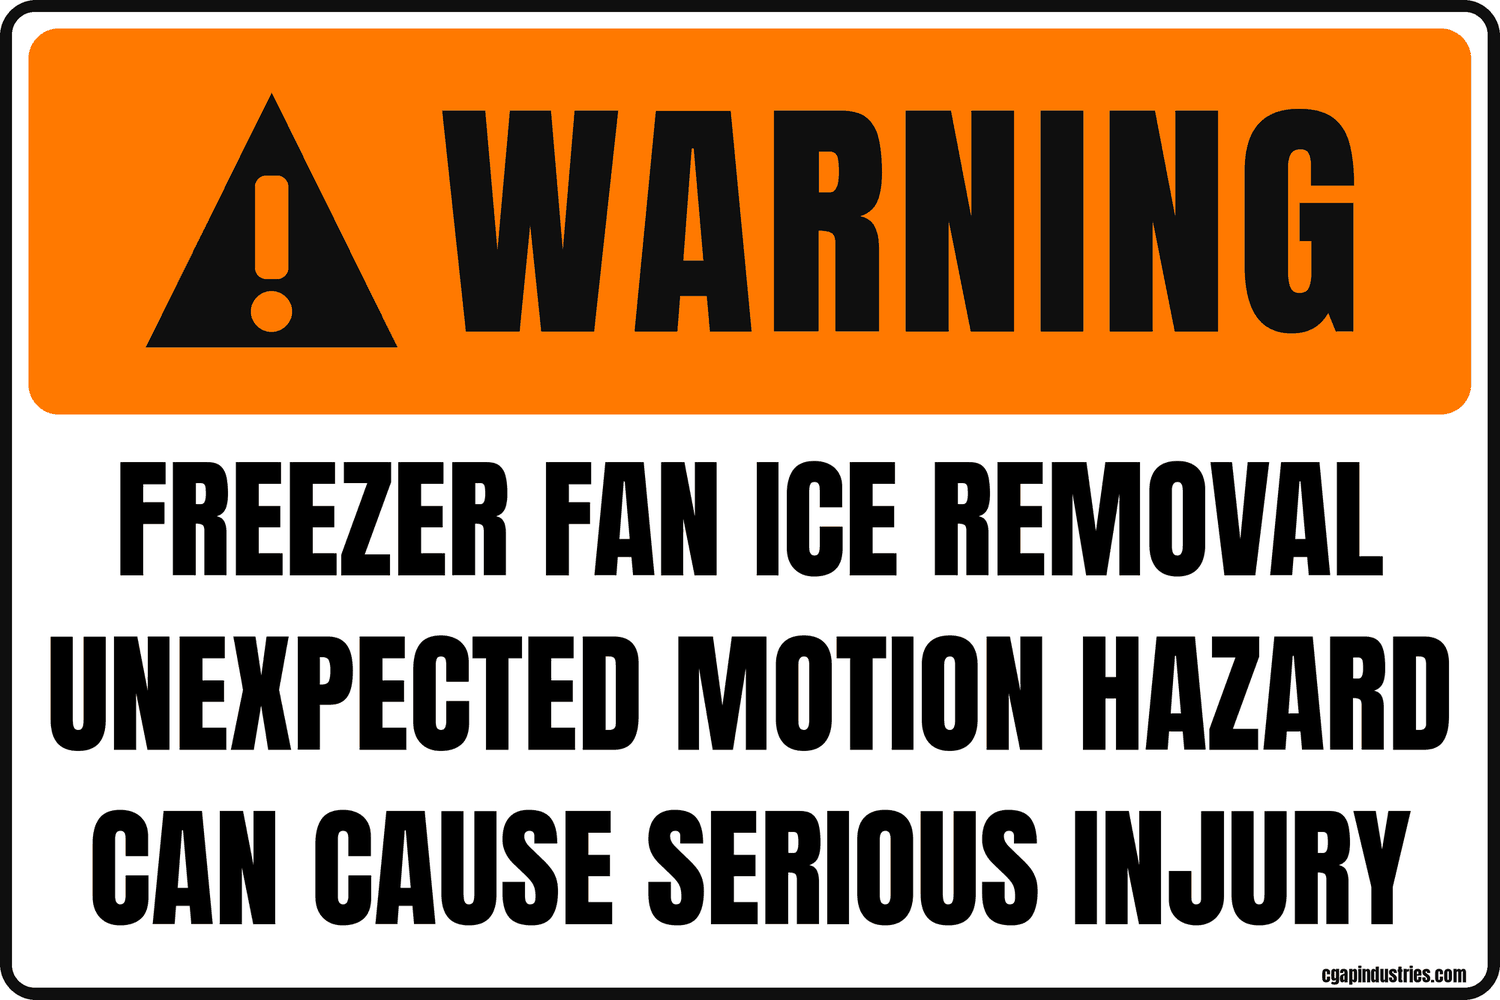 WARNING
FREEZER FAN ICE REMOVAL
UNEXPECTED MOTION HAZARD
CAN CAUSE SERIOUS INJURY
cgapindustries.com